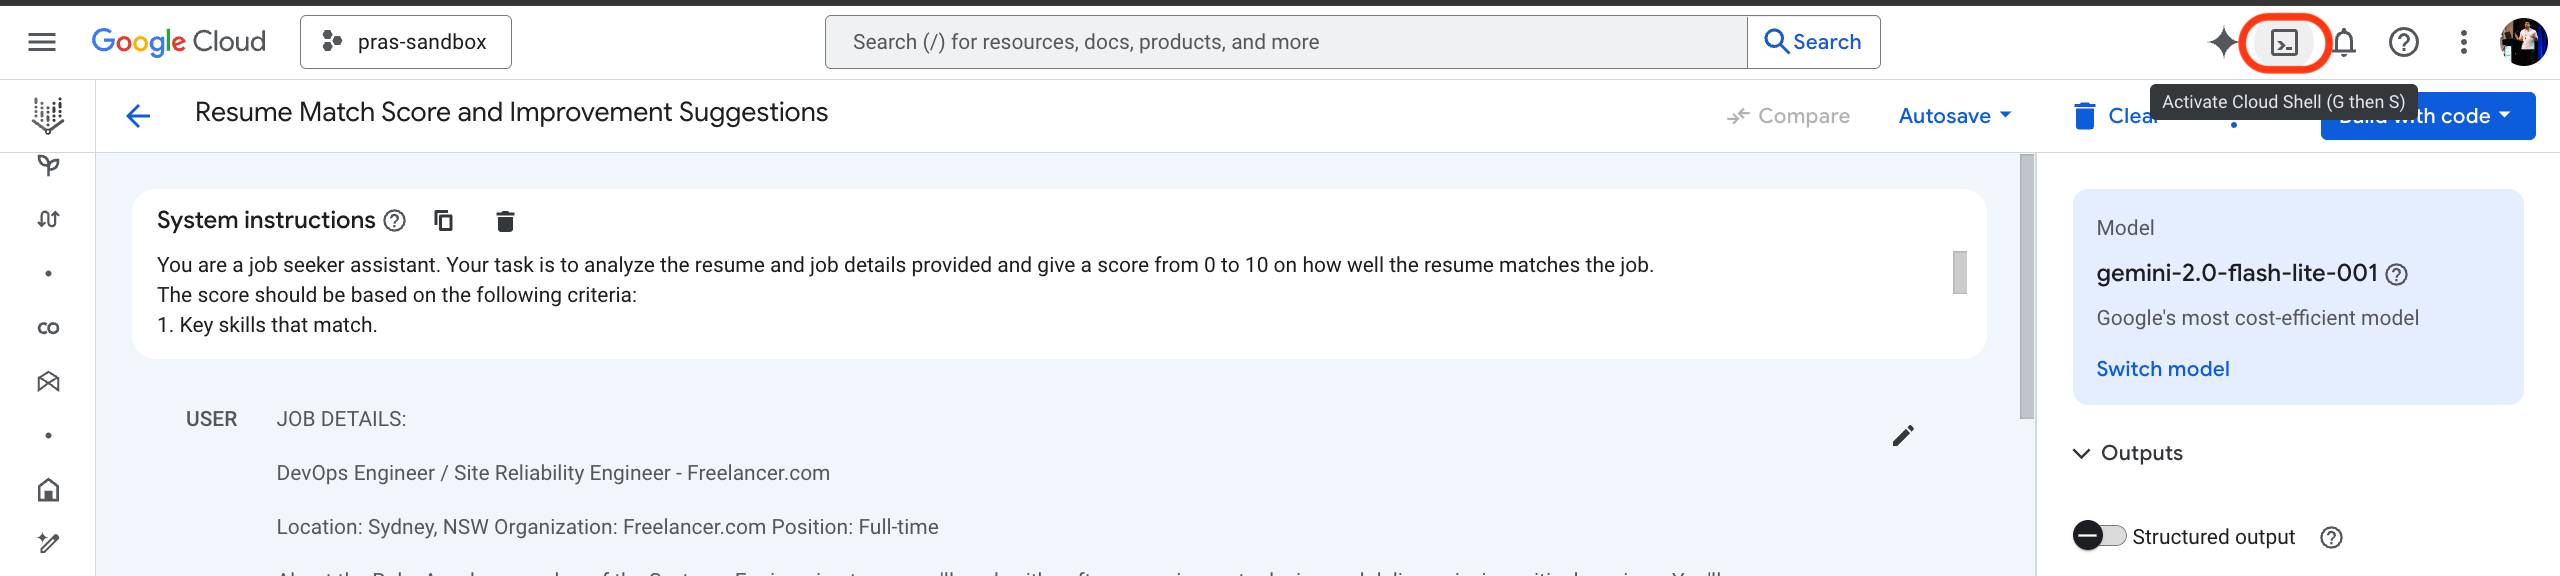 Google Cloud
pras-sandbox
Search (/) for resources, docs, products, and more
Search
Activate Cloud Shell (G then S)
Resume Match Score and Improvement Suggestions
Compare
Autosave
Clear
Build with code
System instructions
You are a job seeker assistant. Your task is to analyze the resume and job details provided and give a score from 0 to 10 on how well the resume matches the job.
The score should be based on the following criteria:
1. Key skills that match.
USER
JOB DETAILS:
DevOps Engineer / Site Reliability Engineer - Freelancer.com
Location: Sydney, NSW Organization: Freelancer.com Position: Full-time
Model
gemini-2.0-flash-lite-001
Google's most cost-efficient model
Switch model
Outputs
Structured output